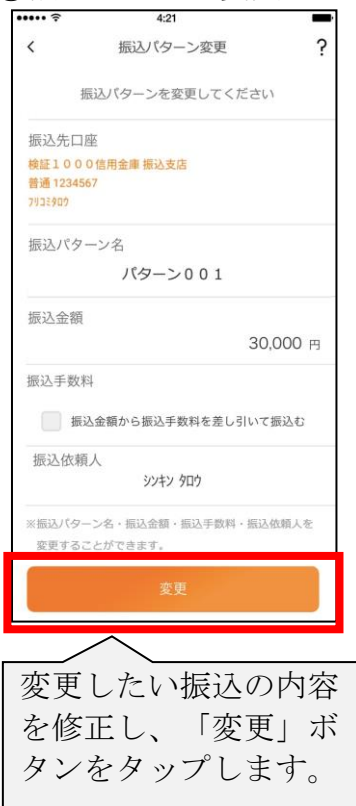 4:21
< 振込パターン変更 ?
振込パターンを変更してください
振込先口座
検証１０００信用金庫 振込支店
普通 1234567
ﾌﾘｺﾐﾀﾛｳ
振込パターン名
パターン００１
振込金額
30,000 円
振込手数料
振込金額から振込手数料を差し引いて振込む
振込依頼人
ｼﾝｷﾝ ﾀﾛｳ
※振込パターン名・振込金額・振込手数料・振込依頼人を
変更することができます。
変更
変更したい振込の内容
を修正し、「変更」ボ
タンをタップします。